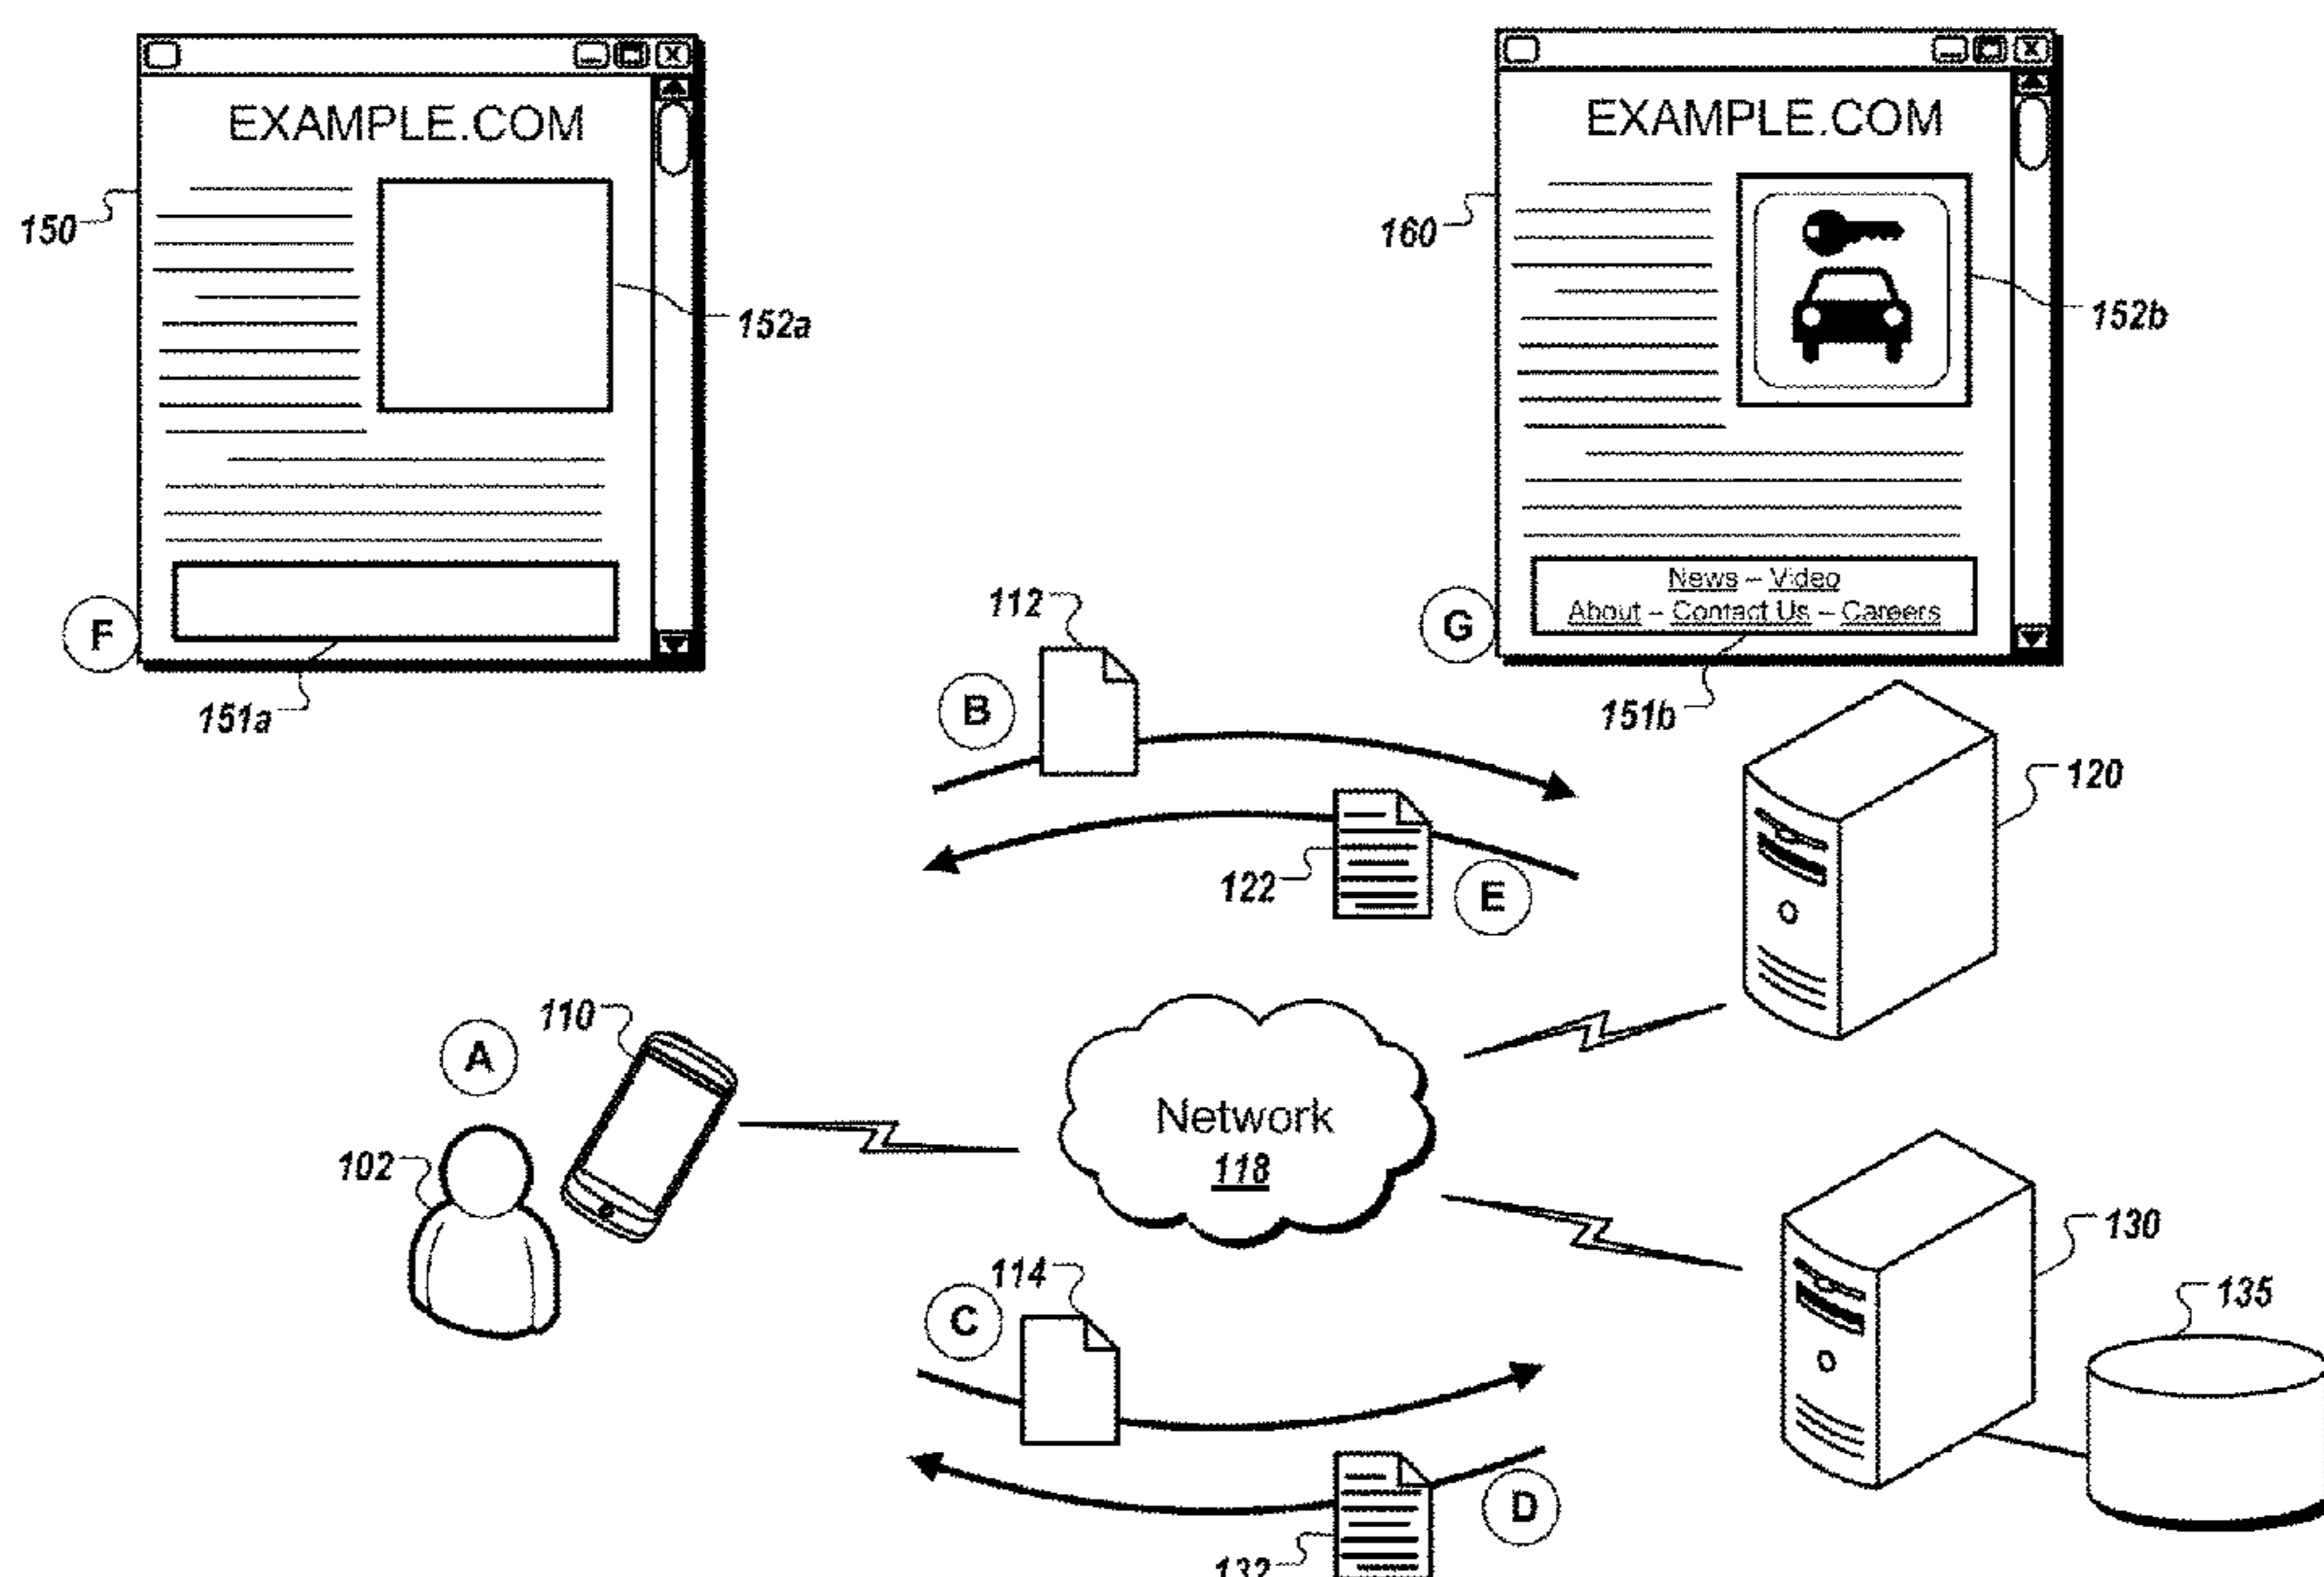 EXAMPLE.COM
150
152a
F
151a
EXAMPLE.COM
160
152b
News – Video
About – Contact Us – Careers
G
151b
112
B
122
E
120
110
A
102
Network
118
114
C
130
135
D
132